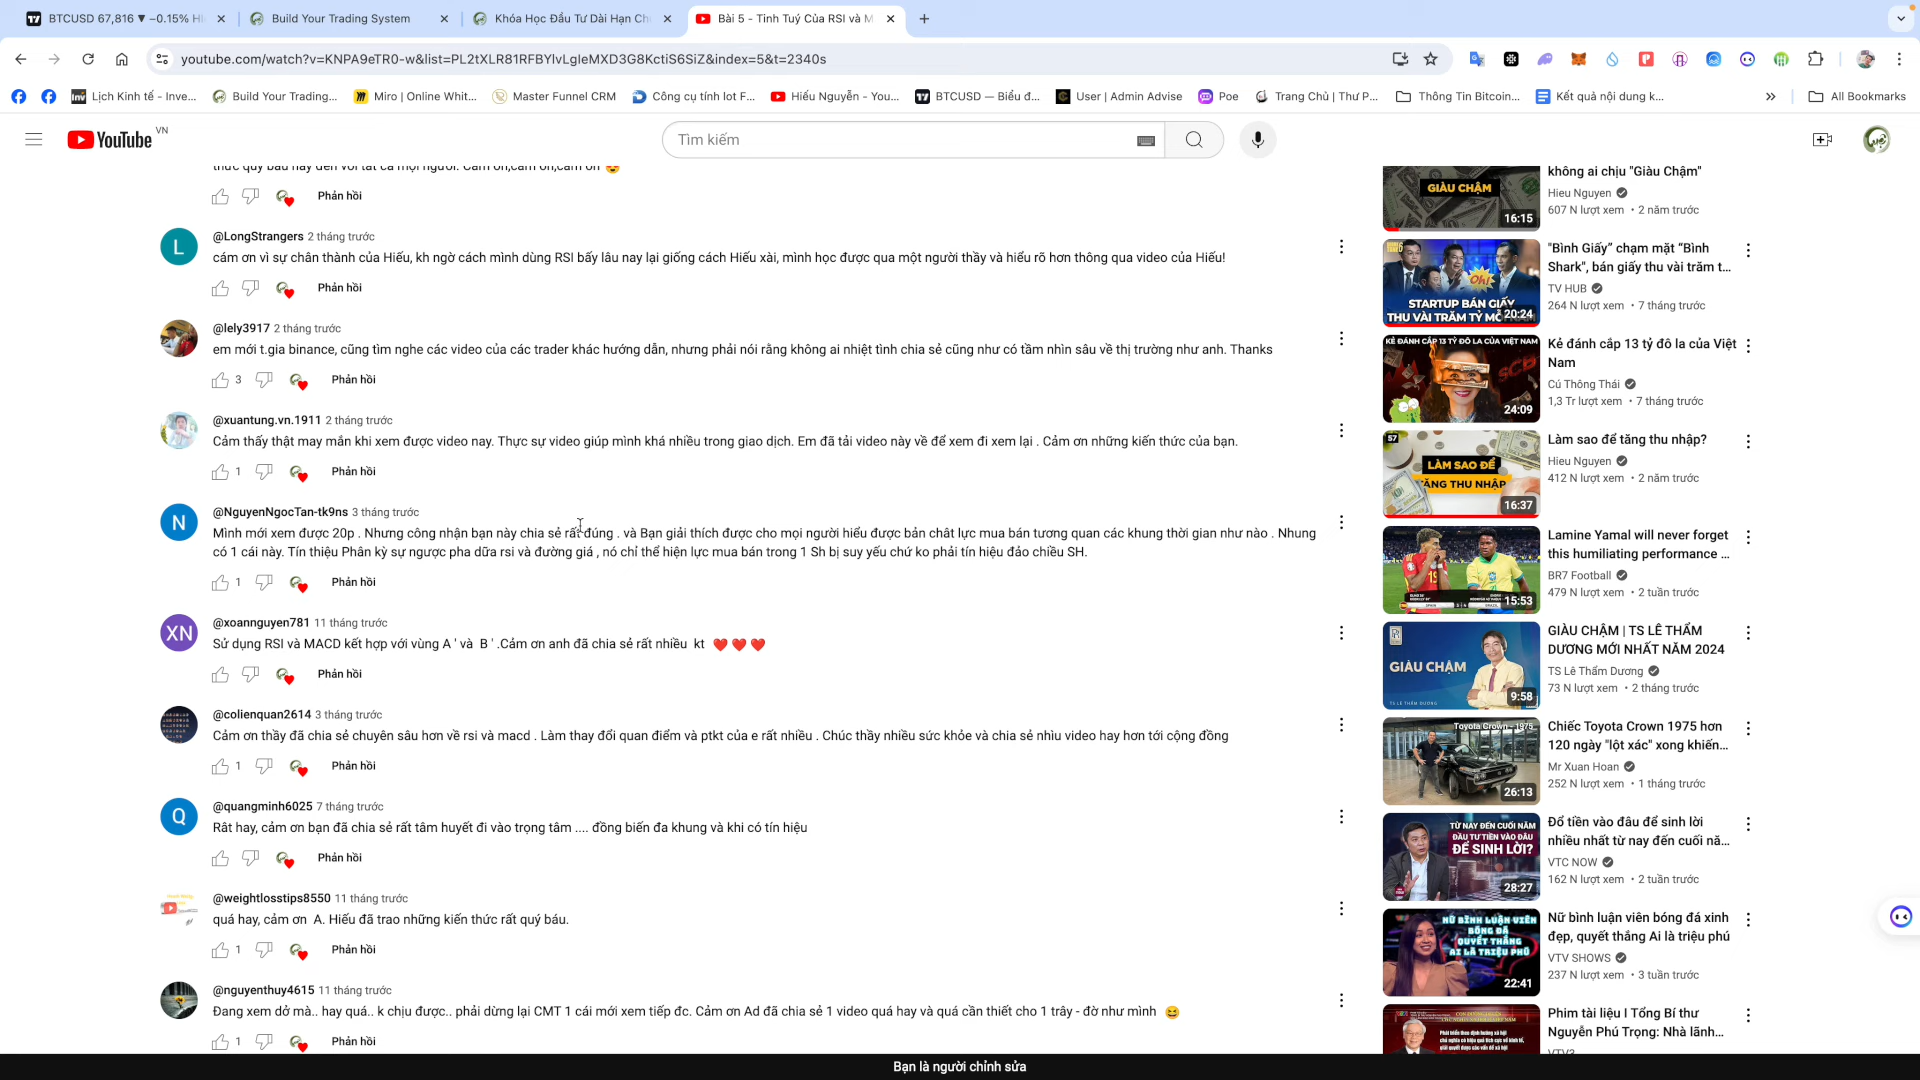 BTCUSD 67,816 ▼ −0.15% Hi
Build Your Trading System
Khóa Học Đầu Tư Dài Hạn Ch
Bài 5 - Tinh Tuý Của RSI và M
youtube.com/watch?v=KNPA9eTR0-w&list=PL2tXLR81RFBYlvLgIeMXD3G8KctiS6SiZ&index=5&t=2340s
Lịch Kinh tế - Inve...
Build Your Trading...
Miro | Online Whit...
Master Funnel CRM
Công cụ tính lot F...
Hiếu Nguyễn - You...
BTCUSD — Biểu đ...
User | Admin Advise
Poe
Trang Chủ | Thư P...
Thông Tin Bitcoin...
Kết quả nội dung k...
All Bookmarks
YouTube VN
Tìm kiếm
thức quý báu này đến với tất cả mọi người. Cảm ơn,cảm ơn,cảm ơn 😍
Phản hồi
@LongStrangers 2 tháng trước
cám ơn vì sự chân thành của Hiếu, kh ngờ cách mình dùng RSI bấy lâu nay lại giống cách Hiếu xài, mình học được qua một người thầy và hiểu rõ hơn thông qua video của Hiếu!
Phản hồi
@lely3917 2 tháng trước
em mới t.gia binance, cũng tìm nghe các video của các trader khác hướng dẫn, nhưng phải nói rằng không ai nhiệt tình chia sẻ cũng như có tầm nhìn sâu về thị trường như anh. Thanks
3 Phản hồi
@xuantung.vn.1911 2 tháng trước
Cảm thấy thật may mắn khi xem được video nay. Thực sự video giúp mình khá nhiều trong giao dịch. Em đã tải video này về để xem đi xem lại . Cảm ơn những kiến thức của bạn.
1 Phản hồi
@NguyenNgocTan-tk9ns 3 tháng trước
Mình mới xem được 20p . Nhưng công nhận bạn này chia sẻ rất đúng . và Bạn giải thích được cho mọi người hiểu được bản chât lực mua bán tương quan các khung thời gian như nào . Nhung
có 1 cái này. Tín thiệu Phân kỳ sự ngược pha dữa rsi và đường giá , nó chỉ thể hiện lực mua bán trong 1 Sh bị suy yếu chứ ko phải tín hiệu đảo chiều SH.
1 Phản hồi
@xoannguyen781 11 tháng trước
Sử dụng RSI và MACD kết hợp với vùng A ' và B ' .Cảm ơn anh đã chia sẻ rất nhiều kt ❤️❤️❤️
Phản hồi
@colienquan2614 3 tháng trước
Cảm ơn thầy đã chia sẻ chuyên sâu hơn về rsi và macd . Làm thay đổi quan điểm và ptkt của e rất nhiều . Chúc thầy nhiều sức khỏe và chia sẻ nhìu video hay hơn tới cộng đồng
1 Phản hồi
@quangminh6025 7 tháng trước
Rât hay, cảm ơn bạn đã chia sẻ rất tâm huyết đi vào trọng tâm .... đồng biến đa khung và khi có tín hiệu
Phản hồi
@weightlosstips8550 11 tháng trước
quá hay, cảm ơn A. Hiếu đã trao những kiến thức rất quý báu.
1 Phản hồi
@nguyenthuy4615 11 tháng trước
Đang xem dở mà.. hay quá.. k chịu được.. phải dừng lại CMT 1 cái mới xem tiếp đc. Cảm ơn Ad đã chia sẻ 1 video quá hay và quá cần thiết cho 1 trây - đờ như mình 😄
1 Phản hồi
GIÀU CHẬM
16:15
không ai chịu "Giàu Chậm"
Hieu Nguyen
607 N lượt xem • 2 năm trước
Oh!
STARTUP BÁN GIẤY
THU VÀI TRĂM TỶ MỖI NĂM
20:24
"Bình Giấy” chạm mặt “Bình
Shark", bán giấy thu vài trăm t...
TV HUB
264 N lượt xem • 7 tháng trước
KẺ ĐÁNH CẮP 13 TỶ ĐÔ LA CỦA VIỆT NAM
24:09
Kẻ đánh cắp 13 tỷ đô la của Việt
Nam
Cú Thông Thái
1,3 Tr lượt xem • 7 tháng trước
57
LÀM SAO ĐỂ
TĂNG THU NHẬP
16:37
Làm sao để tăng thu nhập?
Hieu Nguyen
412 N lượt xem • 2 năm trước
15:53
Lamine Yamal will never forget
this humiliating performance ...
BR7 Football
479 N lượt xem • 2 tuần trước
GIÀU CHẬM
TS LÊ THẨM DƯƠNG
9:58
GIÀU CHẬM | TS LÊ THẨM
DƯƠNG MỚI NHẤT NĂM 2024
TS Lê Thẩm Dương
73 N lượt xem • 2 tháng trước
Toyota Crown - 1975
26:13
Chiếc Toyota Crown 1975 hơn
120 ngày "lột xác" xong khiến...
Mr Xuan Hoan
252 N lượt xem • 1 tháng trước
TỪ NAY ĐẾN CUỐI NĂM
ĐẦU TƯ TIỀN VÀO ĐÂU
ĐỂ SINH LỜI?
28:27
Đổ tiền vào đâu để sinh lời
nhiều nhất từ nay đến cuối nă...
VTC NOW
162 N lượt xem • 2 tuần trước
NỮ BÌNH LUẬN VIÊN
BÓNG ĐÁ
QUYẾT THẮNG
AI LÀ TRIỆU PHÚ
22:41
Nữ bình luận viên bóng đá xinh
đẹp, quyết thắng Ai là triệu phú
VTV SHOWS
237 N lượt xem • 3 tuần trước
Phim tài liệu I Tổng Bí thư
Nguyễn Phú Trọng: Nhà lãnh...
VTV3
Bạn là người chỉnh sửa